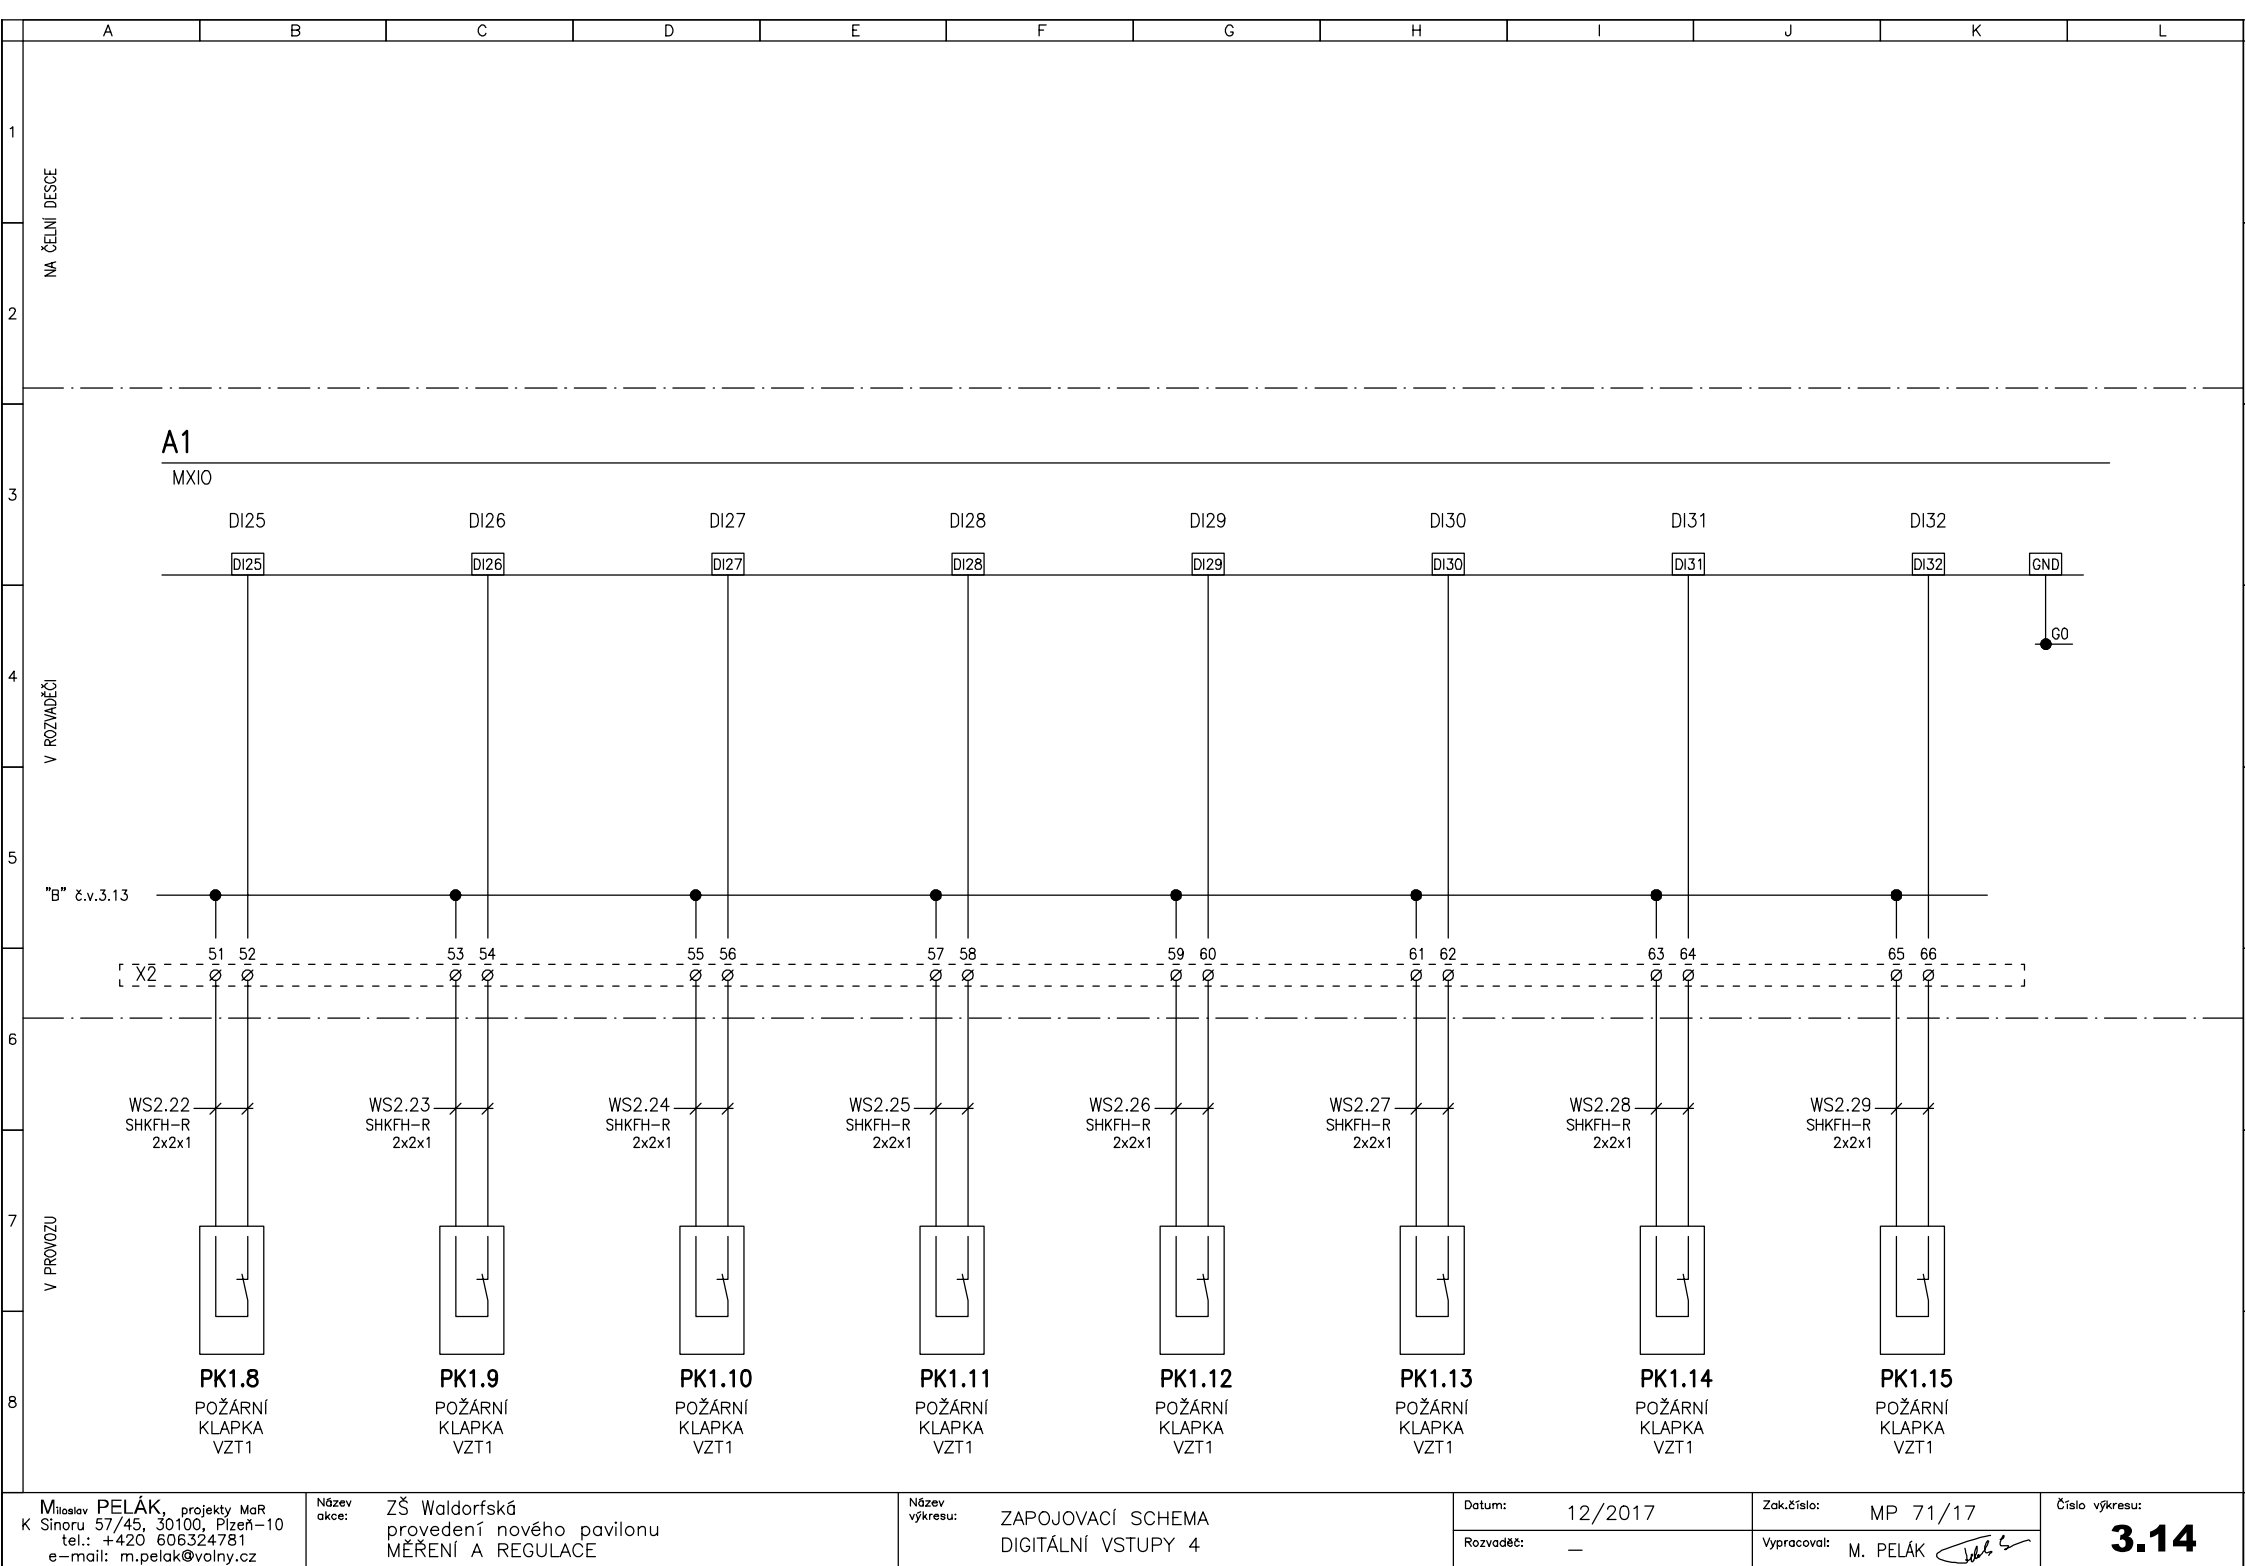 A B C D E F G H I J K L
1
NA ČELNÍ DESCE
2
A1
MXIO
3
DI25 DI26 DI27 DI28 DI29 DI30 DI31 DI32
DI25 DI26 DI27 DI28 DI29 DI30 DI31 DI32 GND
G0
4
V ROZVADĚČI
5
"B" č.v.3.13
51 52 53 54 55 56 57 58 59 60 61 62 63 64 65 66
X2
6
WS2.22 WS2.23 WS2.24 WS2.25 WS2.26 WS2.27 WS2.28 WS2.29
SHKFH-R SHKFH-R SHKFH-R SHKFH-R SHKFH-R SHKFH-R SHKFH-R SHKFH-R
2x2x1 2x2x1 2x2x1 2x2x1 2x2x1 2x2x1 2x2x1 2x2x1
7
V PROVOZU
PK1.8 PK1.9 PK1.10 PK1.11 PK1.12 PK1.13 PK1.14 PK1.15
8
POŽÁRNÍ POŽÁRNÍ POŽÁRNÍ POŽÁRNÍ POŽÁRNÍ POŽÁRNÍ POŽÁRNÍ POŽÁRNÍ
KLAPKA KLAPKA KLAPKA KLAPKA KLAPKA KLAPKA KLAPKA KLAPKA
VZT1 VZT1 VZT1 VZT1 VZT1 VZT1 VZT1 VZT1
Miloslav PELÁK, projekty MaR
K Sinoru 57/45, 30100, Plzeň-10
tel.: +420 606324781
e-mail: m.pelak@volny.cz
Název akce:
ZŠ Waldorfská
provedení nového pavilonu
MĚŘENÍ A REGULACE
Název výkresu:
ZAPOJOVACÍ SCHEMA
DIGITÁLNÍ VSTUPY 4
Datum: 12/2017
Rozvaděč: –
Zak.číslo: MP 71/17
Vypracoval: M. PELÁK
Číslo výkresu:
3.14